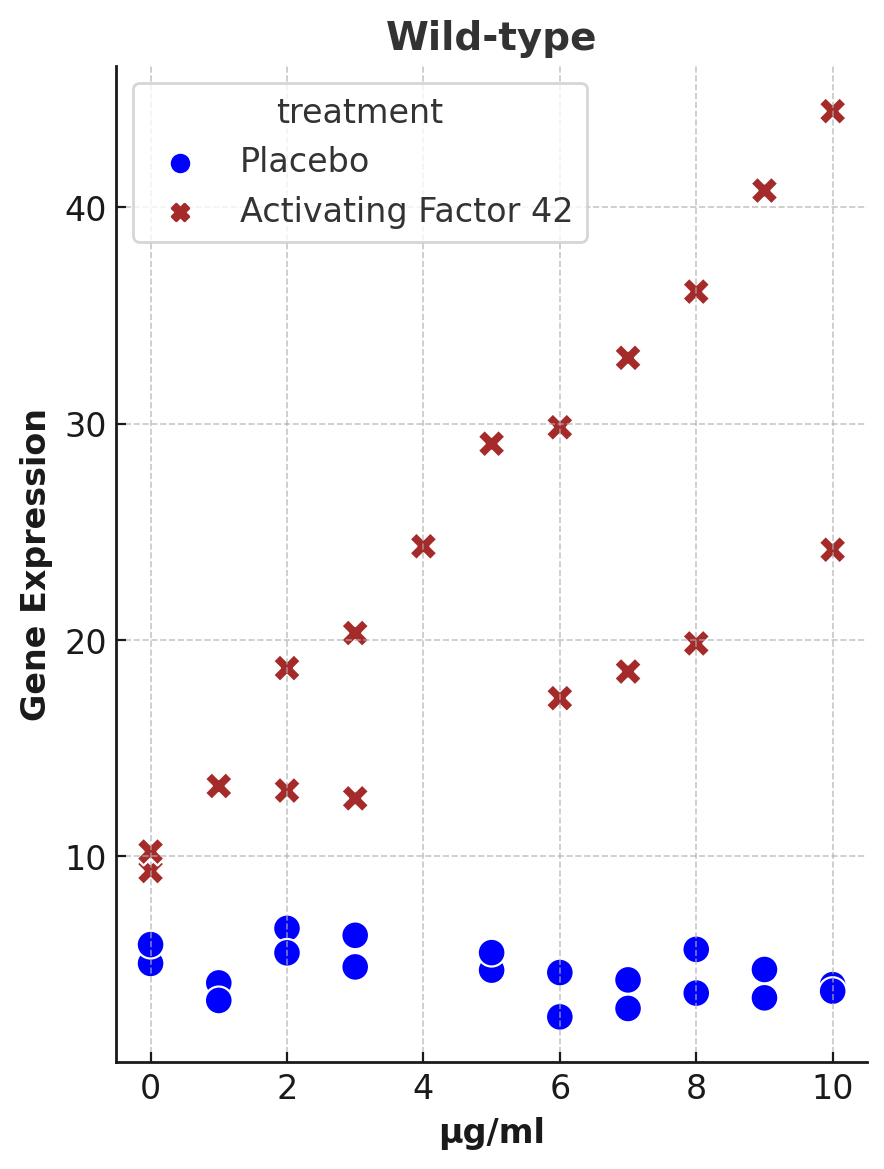 Wild-type
treatment
Placebo
Activating Factor 42
40
30
20
10
Gene Expression
0 2 4 6 8 10
μg/ml